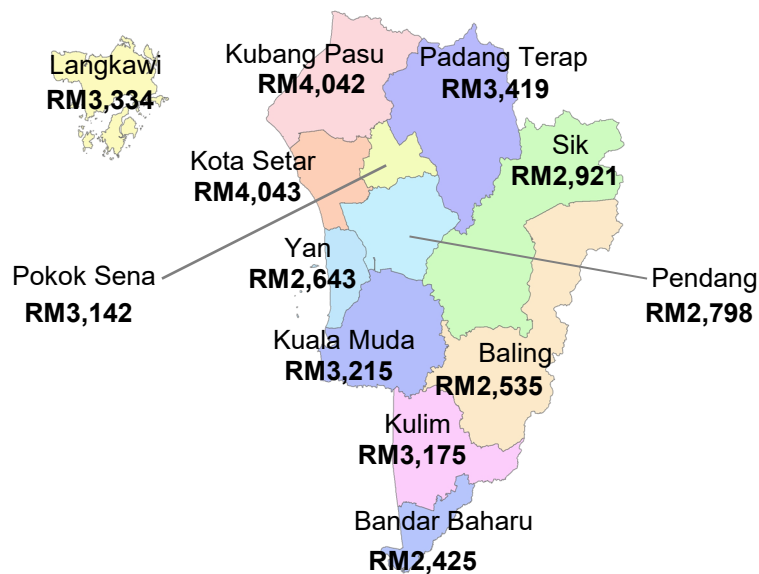 Langkawi
RM3,334
Kubang Pasu
RM4,042
Padang Terap
RM3,419
Kota Setar
RM4,043
Sik
RM2,921
Pokok Sena
RM3,142
Yan
RM2,643
Pendang
RM2,798
Kuala Muda
RM3,215
Baling
RM2,535
Kulim
RM3,175
Bandar Baharu
RM2,425